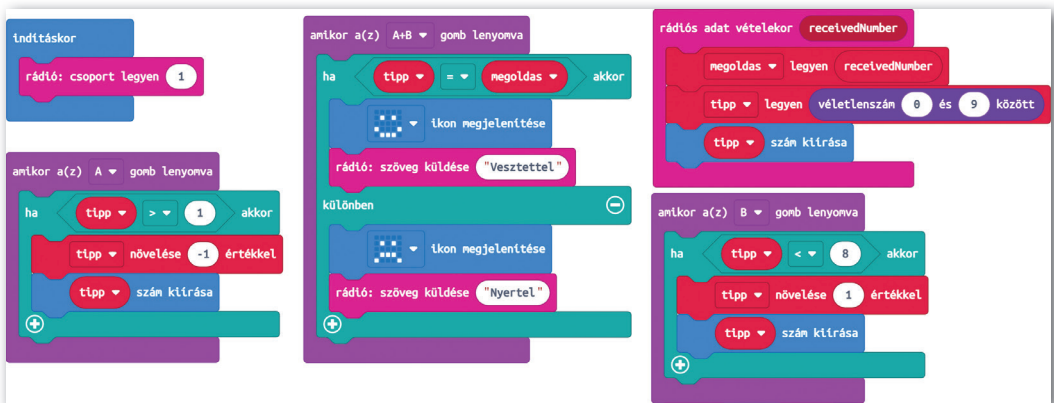 indításkor
rádió: csoport legyen 1
amikor a(z) A gomb lenyomva
ha tipp > 1 akkor
tipp növelése -1 értékkel
tipp szám kiírása
amikor a(z) A+B gomb lenyomva
ha tipp = megoldas akkor
ikon megjelenítése
rádió: szöveg küldése "Vesztettel"
különben
ikon megjelenítése
rádió: szöveg küldése "Nyertel"
rádiós adat vételekor receivedNumber
megoldas legyen receivedNumber
tipp legyen véletlenszám 0 és 9 között
tipp szám kiírása
amikor a(z) B gomb lenyomva
ha tipp < 8 akkor
tipp növelése 1 értékkel
tipp szám kiírása